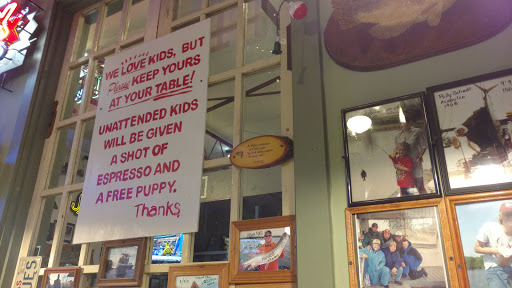 WE LOVE KIDS, BUT
Please KEEP YOURS
AT YOUR TABLE!
UNATTENDED KIDS
WILL BE GIVEN
A SHOT OF
ESPRESSO AND
A FREE PUPPY.
Thanks